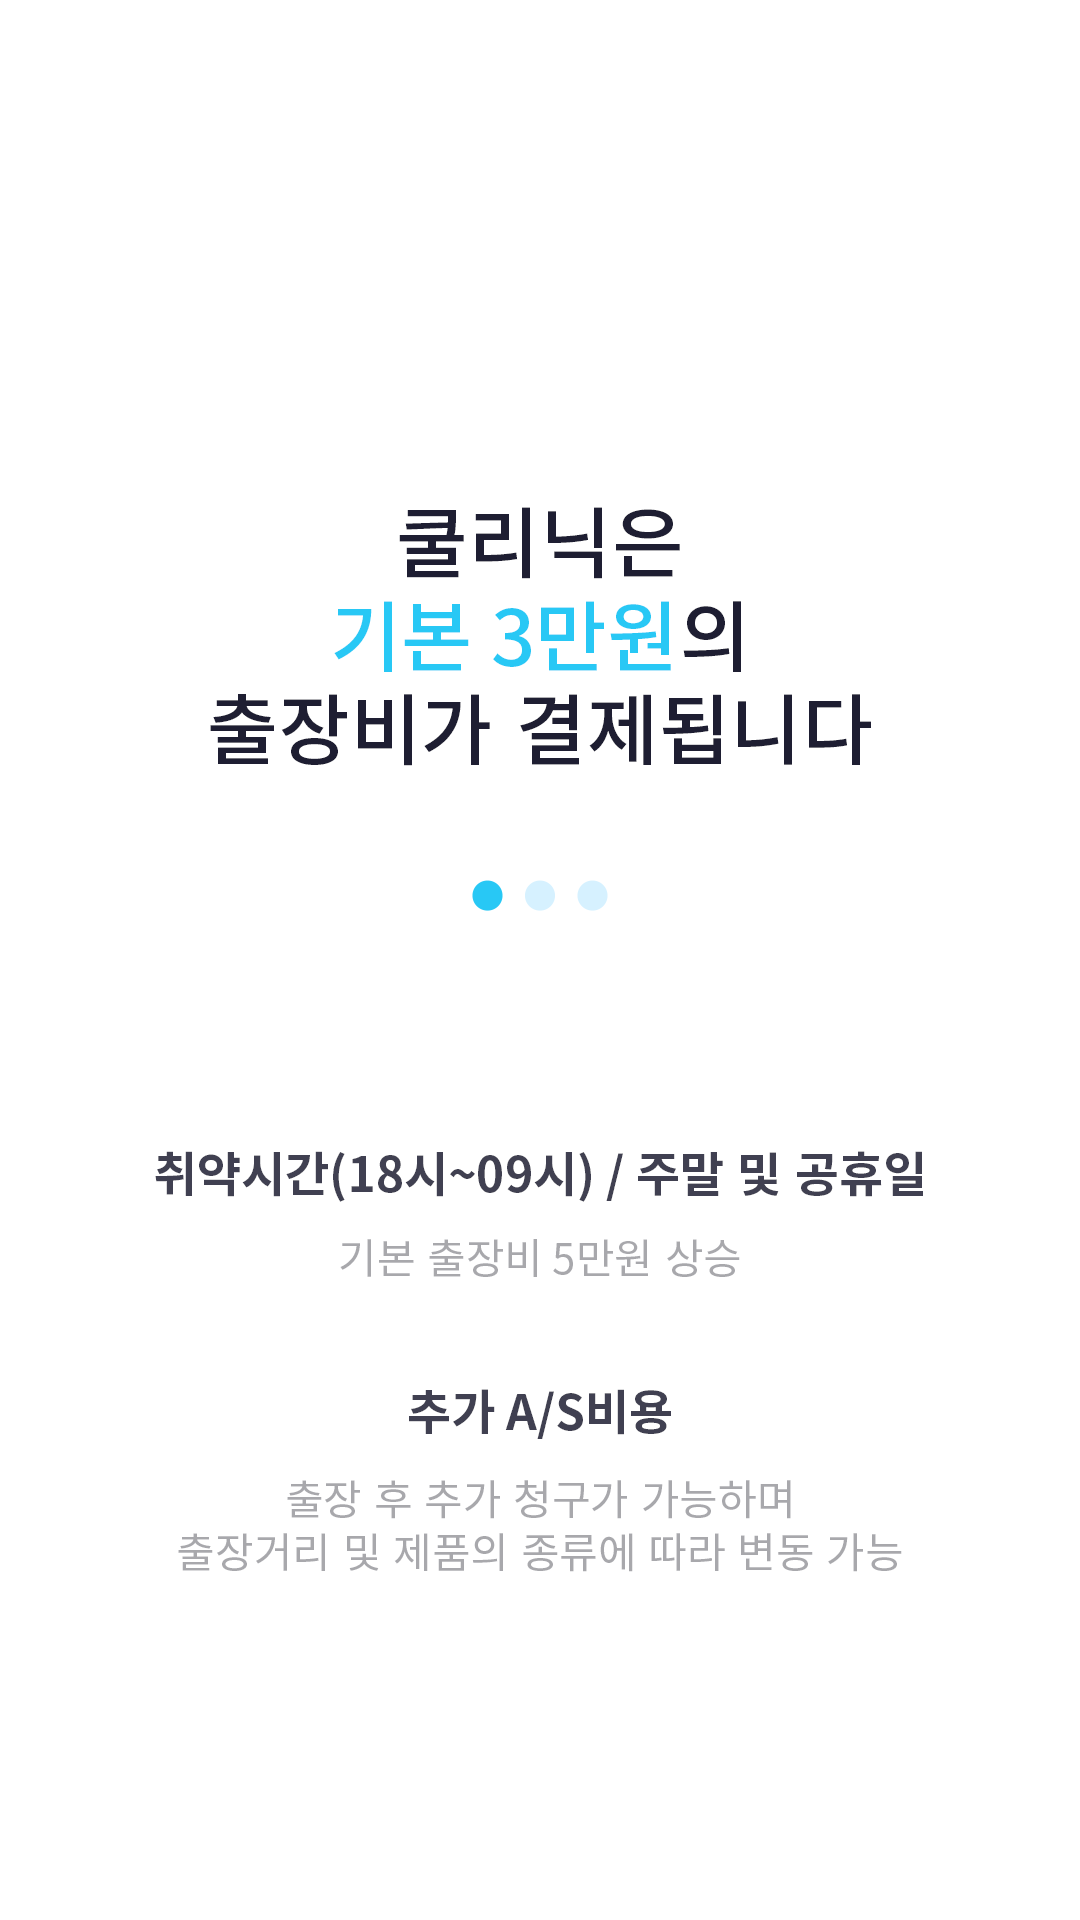 쿨리닉은
기본 3만원의
출장비가 결제됩니다
취약시간(18시~09시) / 주말 및 공휴일
기본 출장비 5만원 상승
추가 A/S비용
출장 후 추가 청구가 가능하며
출장거리 및 제품의 종류에 따라 변동 가능